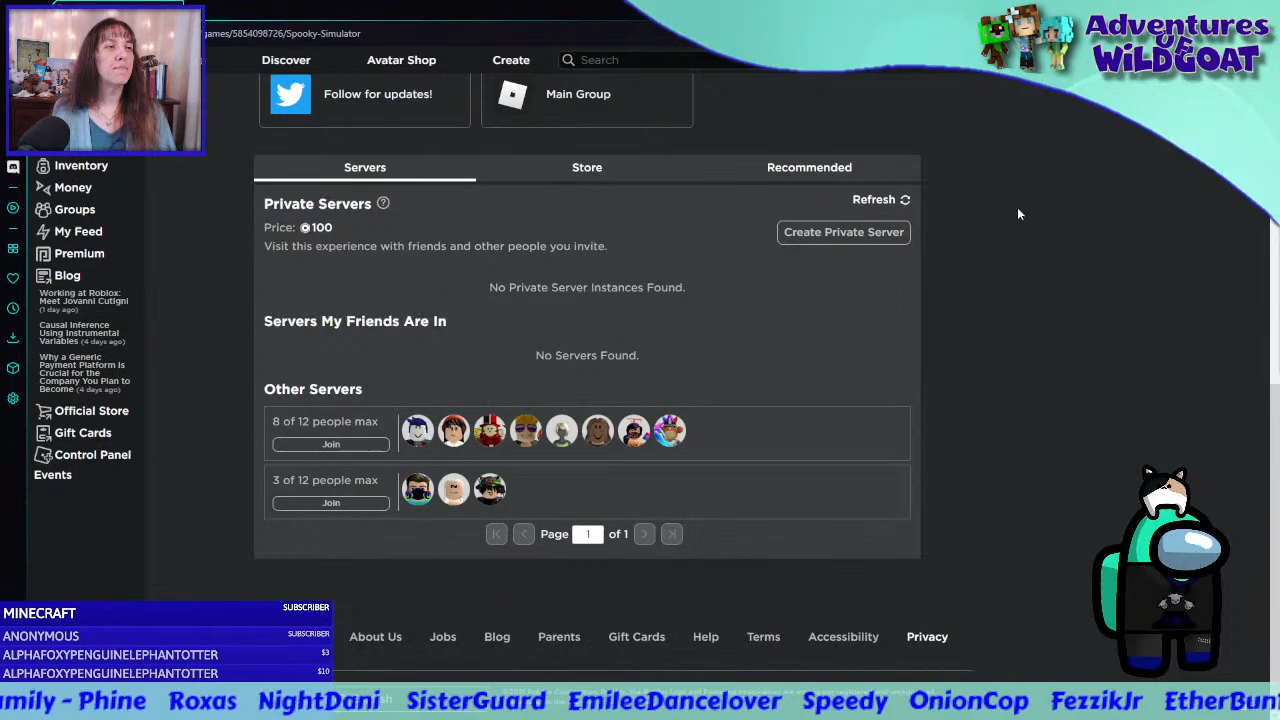 games/5854098726/Spooky-Simulator
Discover
Avatar Shop
Create
Search
Adventures
OF
WILDGOAT
Follow for updates!
Main Group
Inventory
Money
Groups
My Feed
Premium
Blog
Working at Roblox:
Meet Jovanni Cutigni
(1 day ago)
Causal Inference
Using Instrumental
Variables (4 days ago)
Why a Generic
Payment Platform Is
Crucial for the
Company You Plan to
Become (4 days ago)
Official Store
Gift Cards
Control Panel
Events
Servers
Store
Recommended
Private Servers
Refresh
Price: 100
Create Private Server
Visit this experience with friends and other people you invite.
No Private Server Instances Found.
Servers My Friends Are In
No Servers Found.
Other Servers
8 of 12 people max
Join
3 of 12 people max
Join
Page 1 of 1
MINECRAFT SUBSCRIBER
ANONYMOUS SUBSCRIBER
ALPHAFOXYPENGUINELEPHANTOTTER $3
ALPHAFOXYPENGUINELEPHANTOTTER $10
About Us
Jobs
Blog
Parents
Gift Cards
Help
Terms
Accessibility
Privacy
amily - Phine Roxas NightDani SisterGuard EmileeDancelover Speedy OnionCop FezzikJr EtherBun